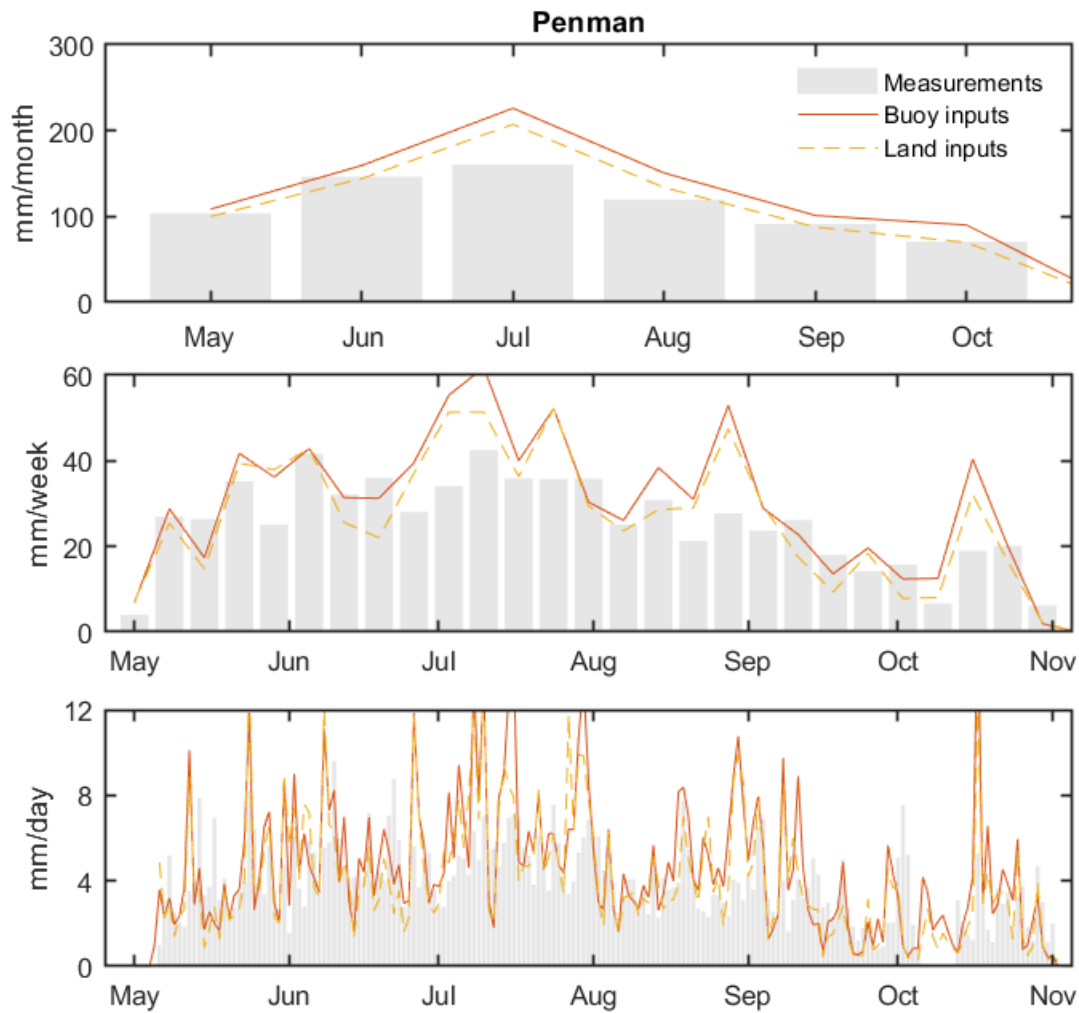 Penman
300
200
100
0
mm/month
Measurements
Buoy inputs
Land inputs
May Jun Jul Aug Sep Oct
60
40
20
0
mm/week
May Jun Jul Aug Sep Oct Nov
12
8
4
0
mm/day
May Jun Jul Aug Sep Oct Nov